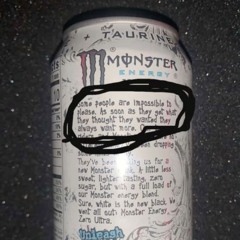 + TAURINE
MONSTER
ENERGY
Some people are impossible to
please. As soon as they get what
they thought they wanted they
always want more.
dropping
They've been us for a
new Monster A little less
sweet, lighter tasting, zero
sugar, but with a full load of
our Monster energy blend.
Sure, white is the new black. We
went all out: Monster Energy
Zero Ultra.
Unleash